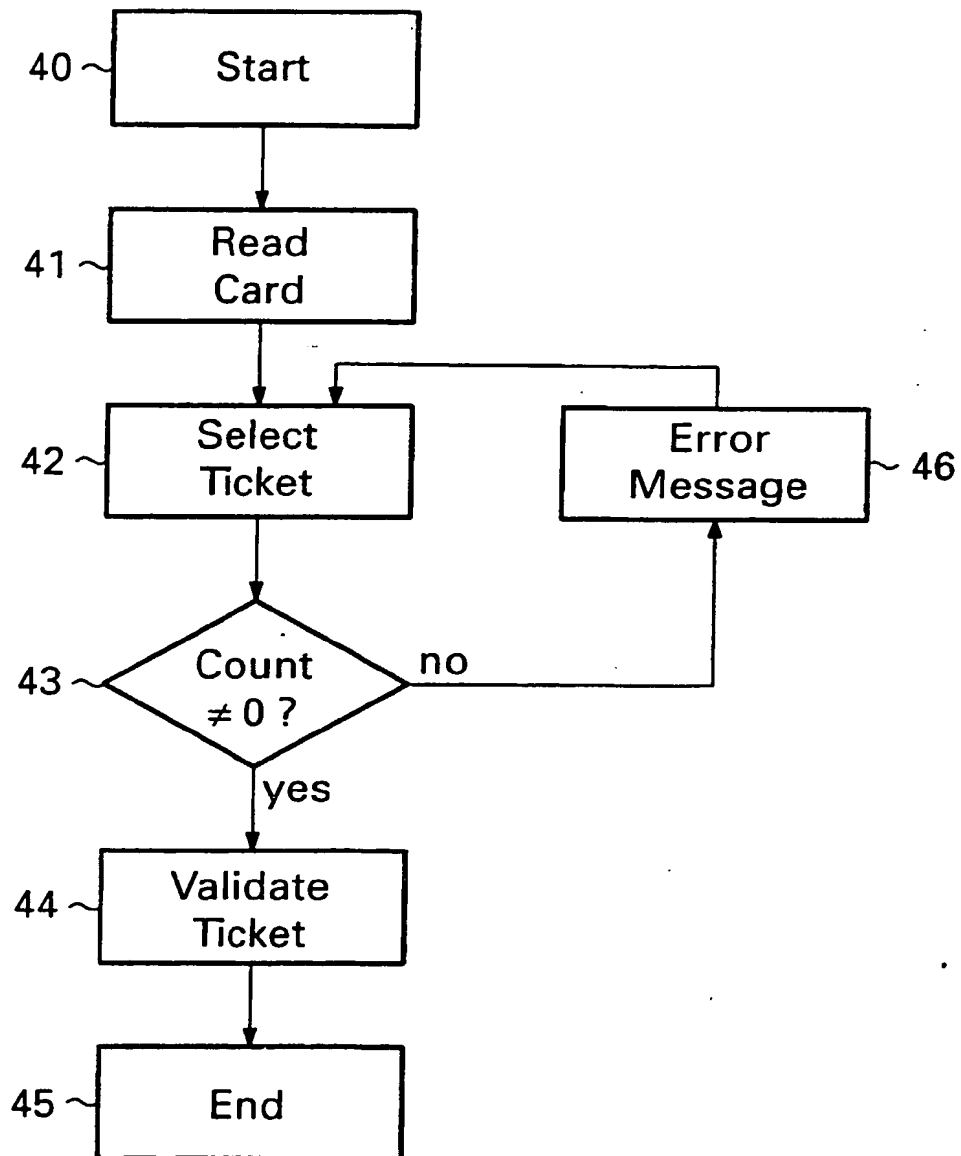 40
Start
41
Read
Card
42
Select
Ticket
Error
Message
46
43
Count
≠ 0 ?
no
yes
44
Validate
Ticket
45
End